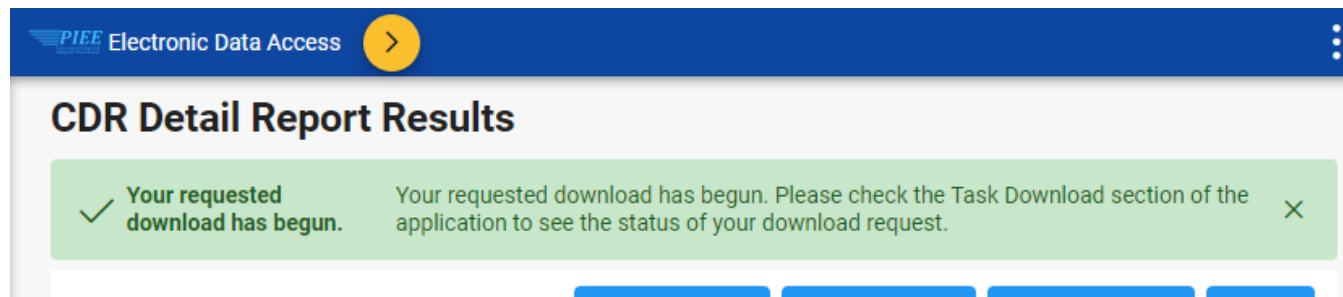 PIEE Electronic Data Access
CDR Detail Report Results
Your requested
download has begun.
Your requested download has begun. Please check the Task Download section of the
application to see the status of your download request.